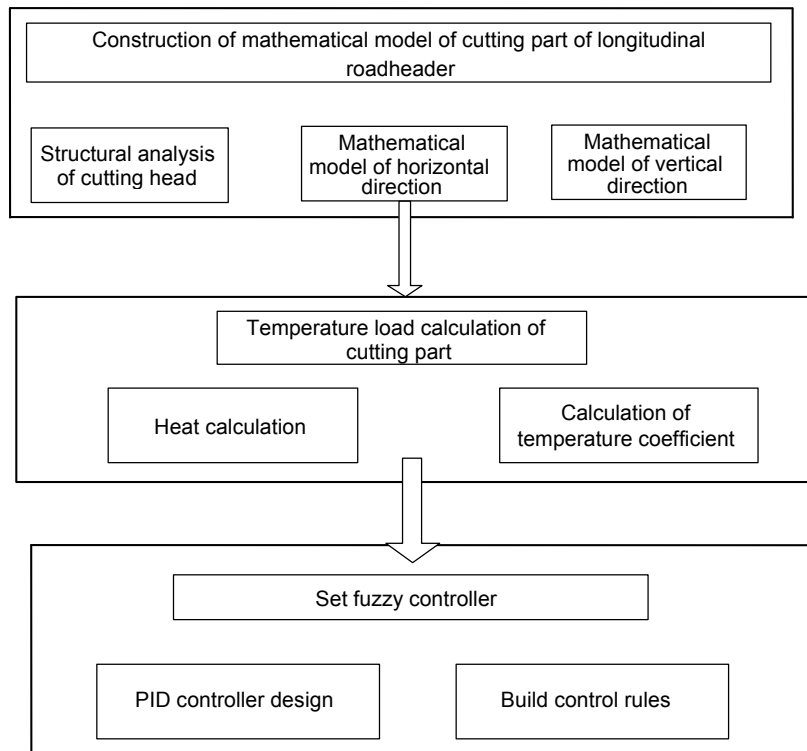 Construction of mathematical model of cutting part of longitudinal
roadheader
Structural analysis
of cutting head
Mathematical
model of horizontal
direction
Mathematical
model of vertical
direction
Temperature load calculation of
cutting part
Heat calculation
Calculation of
temperature coefficient
Set fuzzy controller
PID controller design
Build control rules